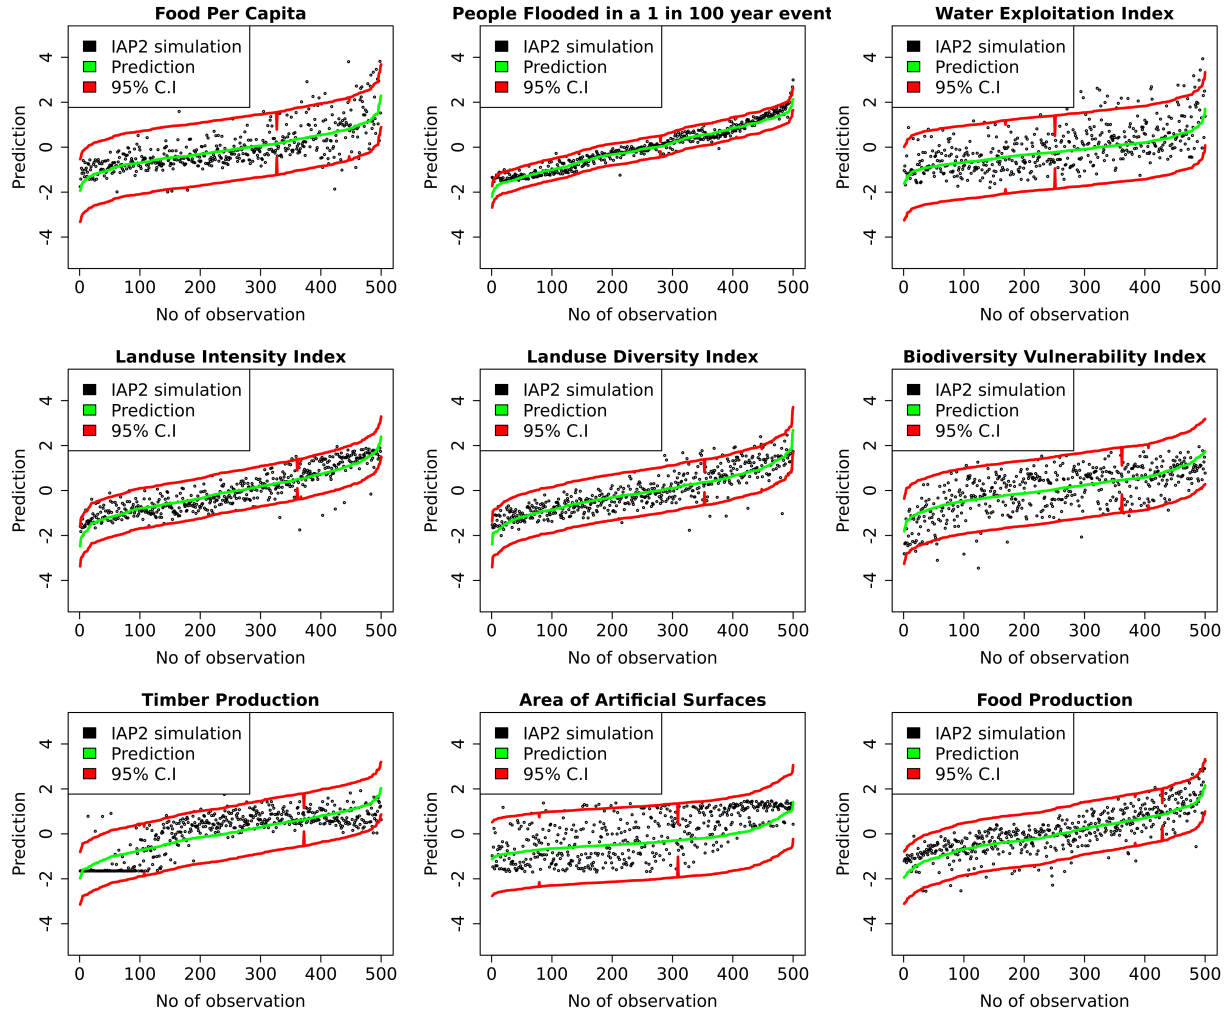 Food Per Capita
IAP2 simulation
Prediction
95% C.I
Prediction
4
2
0
-2
-4
0 100 200 300 400 500
No of observation
People Flooded in a 1 in 100 year event
IAP2 simulation
Prediction
95% C.I
Prediction
4
2
0
-2
-4
0 100 200 300 400 500
No of observation
Water Exploitation Index
IAP2 simulation
Prediction
95% C.I
Prediction
4
2
0
-2
-4
0 100 200 300 400 500
No of observation
Landuse Intensity Index
IAP2 simulation
Prediction
95% C.I
Prediction
4
2
0
-2
-4
0 100 200 300 400 500
No of observation
Landuse Diversity Index
IAP2 simulation
Prediction
95% C.I
Prediction
4
2
0
-2
-4
0 100 200 300 400 500
No of observation
Biodiversity Vulnerability Index
IAP2 simulation
Prediction
95% C.I
Prediction
4
2
0
-2
-4
0 100 200 300 400 500
No of observation
Timber Production
IAP2 simulation
Prediction
95% C.I
Prediction
4
2
0
-2
-4
0 100 200 300 400 500
No of observation
Area of Artificial Surfaces
IAP2 simulation
Prediction
95% C.I
Prediction
4
2
0
-2
-4
0 100 200 300 400 500
No of observation
Food Production
IAP2 simulation
Prediction
95% C.I
Prediction
4
2
0
-2
-4
0 100 200 300 400 500
No of observation